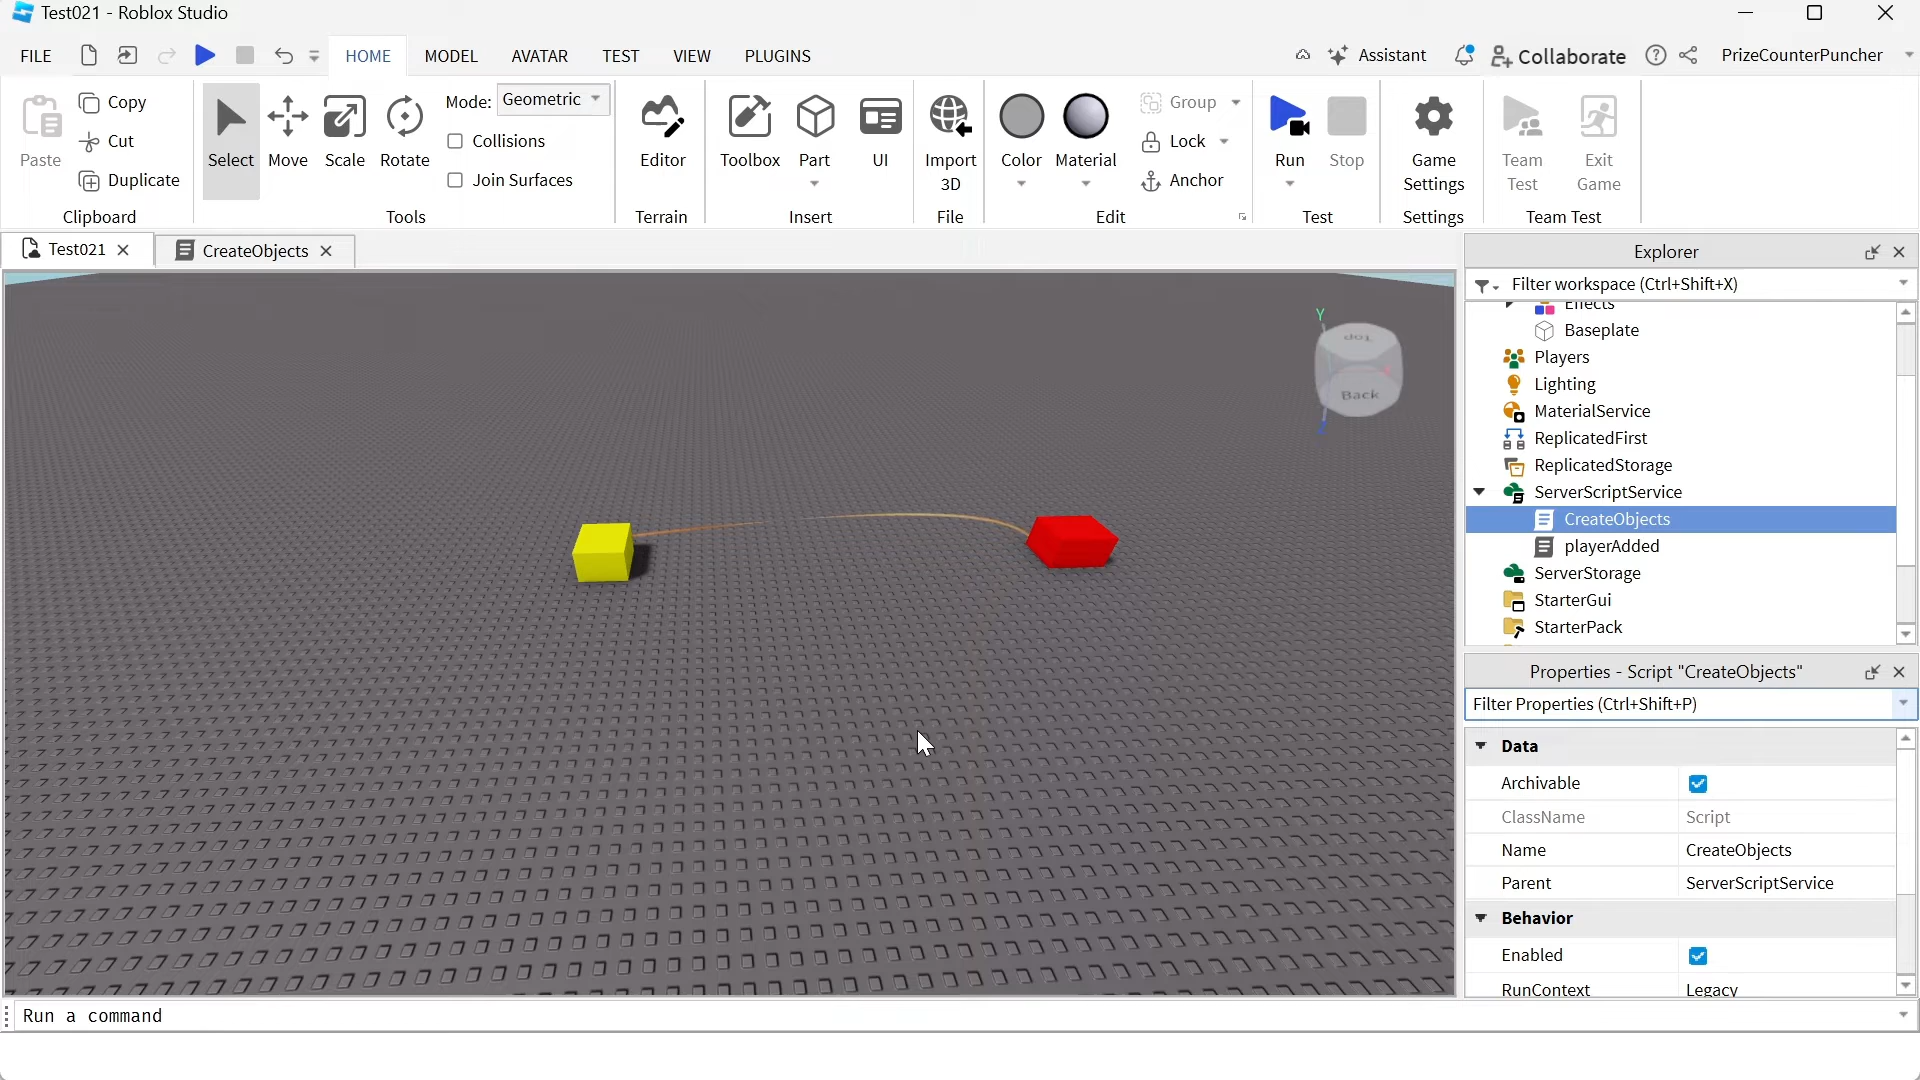 Test021 - Roblox Studio
FILE
HOME
MODEL
AVATAR
TEST
VIEW
PLUGINS
Assistant
Collaborate
PrizeCounterPuncher
Paste
Copy
Cut
Duplicate
Clipboard
Select
Move
Scale
Rotate
Mode: Geometric
Collisions
Join Surfaces
Tools
Editor
Terrain
Toolbox
Part
UI
Insert
Import
3D
File
Color
Material
Group
Lock
Anchor
Edit
Run
Stop
Test
Game
Settings
Settings
Team
Test
Exit
Game
Team Test
Test021
CreateObjects
Y
Top
Back
Z
Explorer
Filter workspace (Ctrl+Shift+X)
Effects
Baseplate
Players
Lighting
MaterialService
ReplicatedFirst
ReplicatedStorage
ServerScriptService
CreateObjects
playerAdded
ServerStorage
StarterGui
StarterPack
Properties - Script "CreateObjects"
Filter Properties (Ctrl+Shift+P)
Data
Archivable
ClassName Script
Name CreateObjects
Parent ServerScriptService
Behavior
Enabled
RunContext Legacy
Run a command